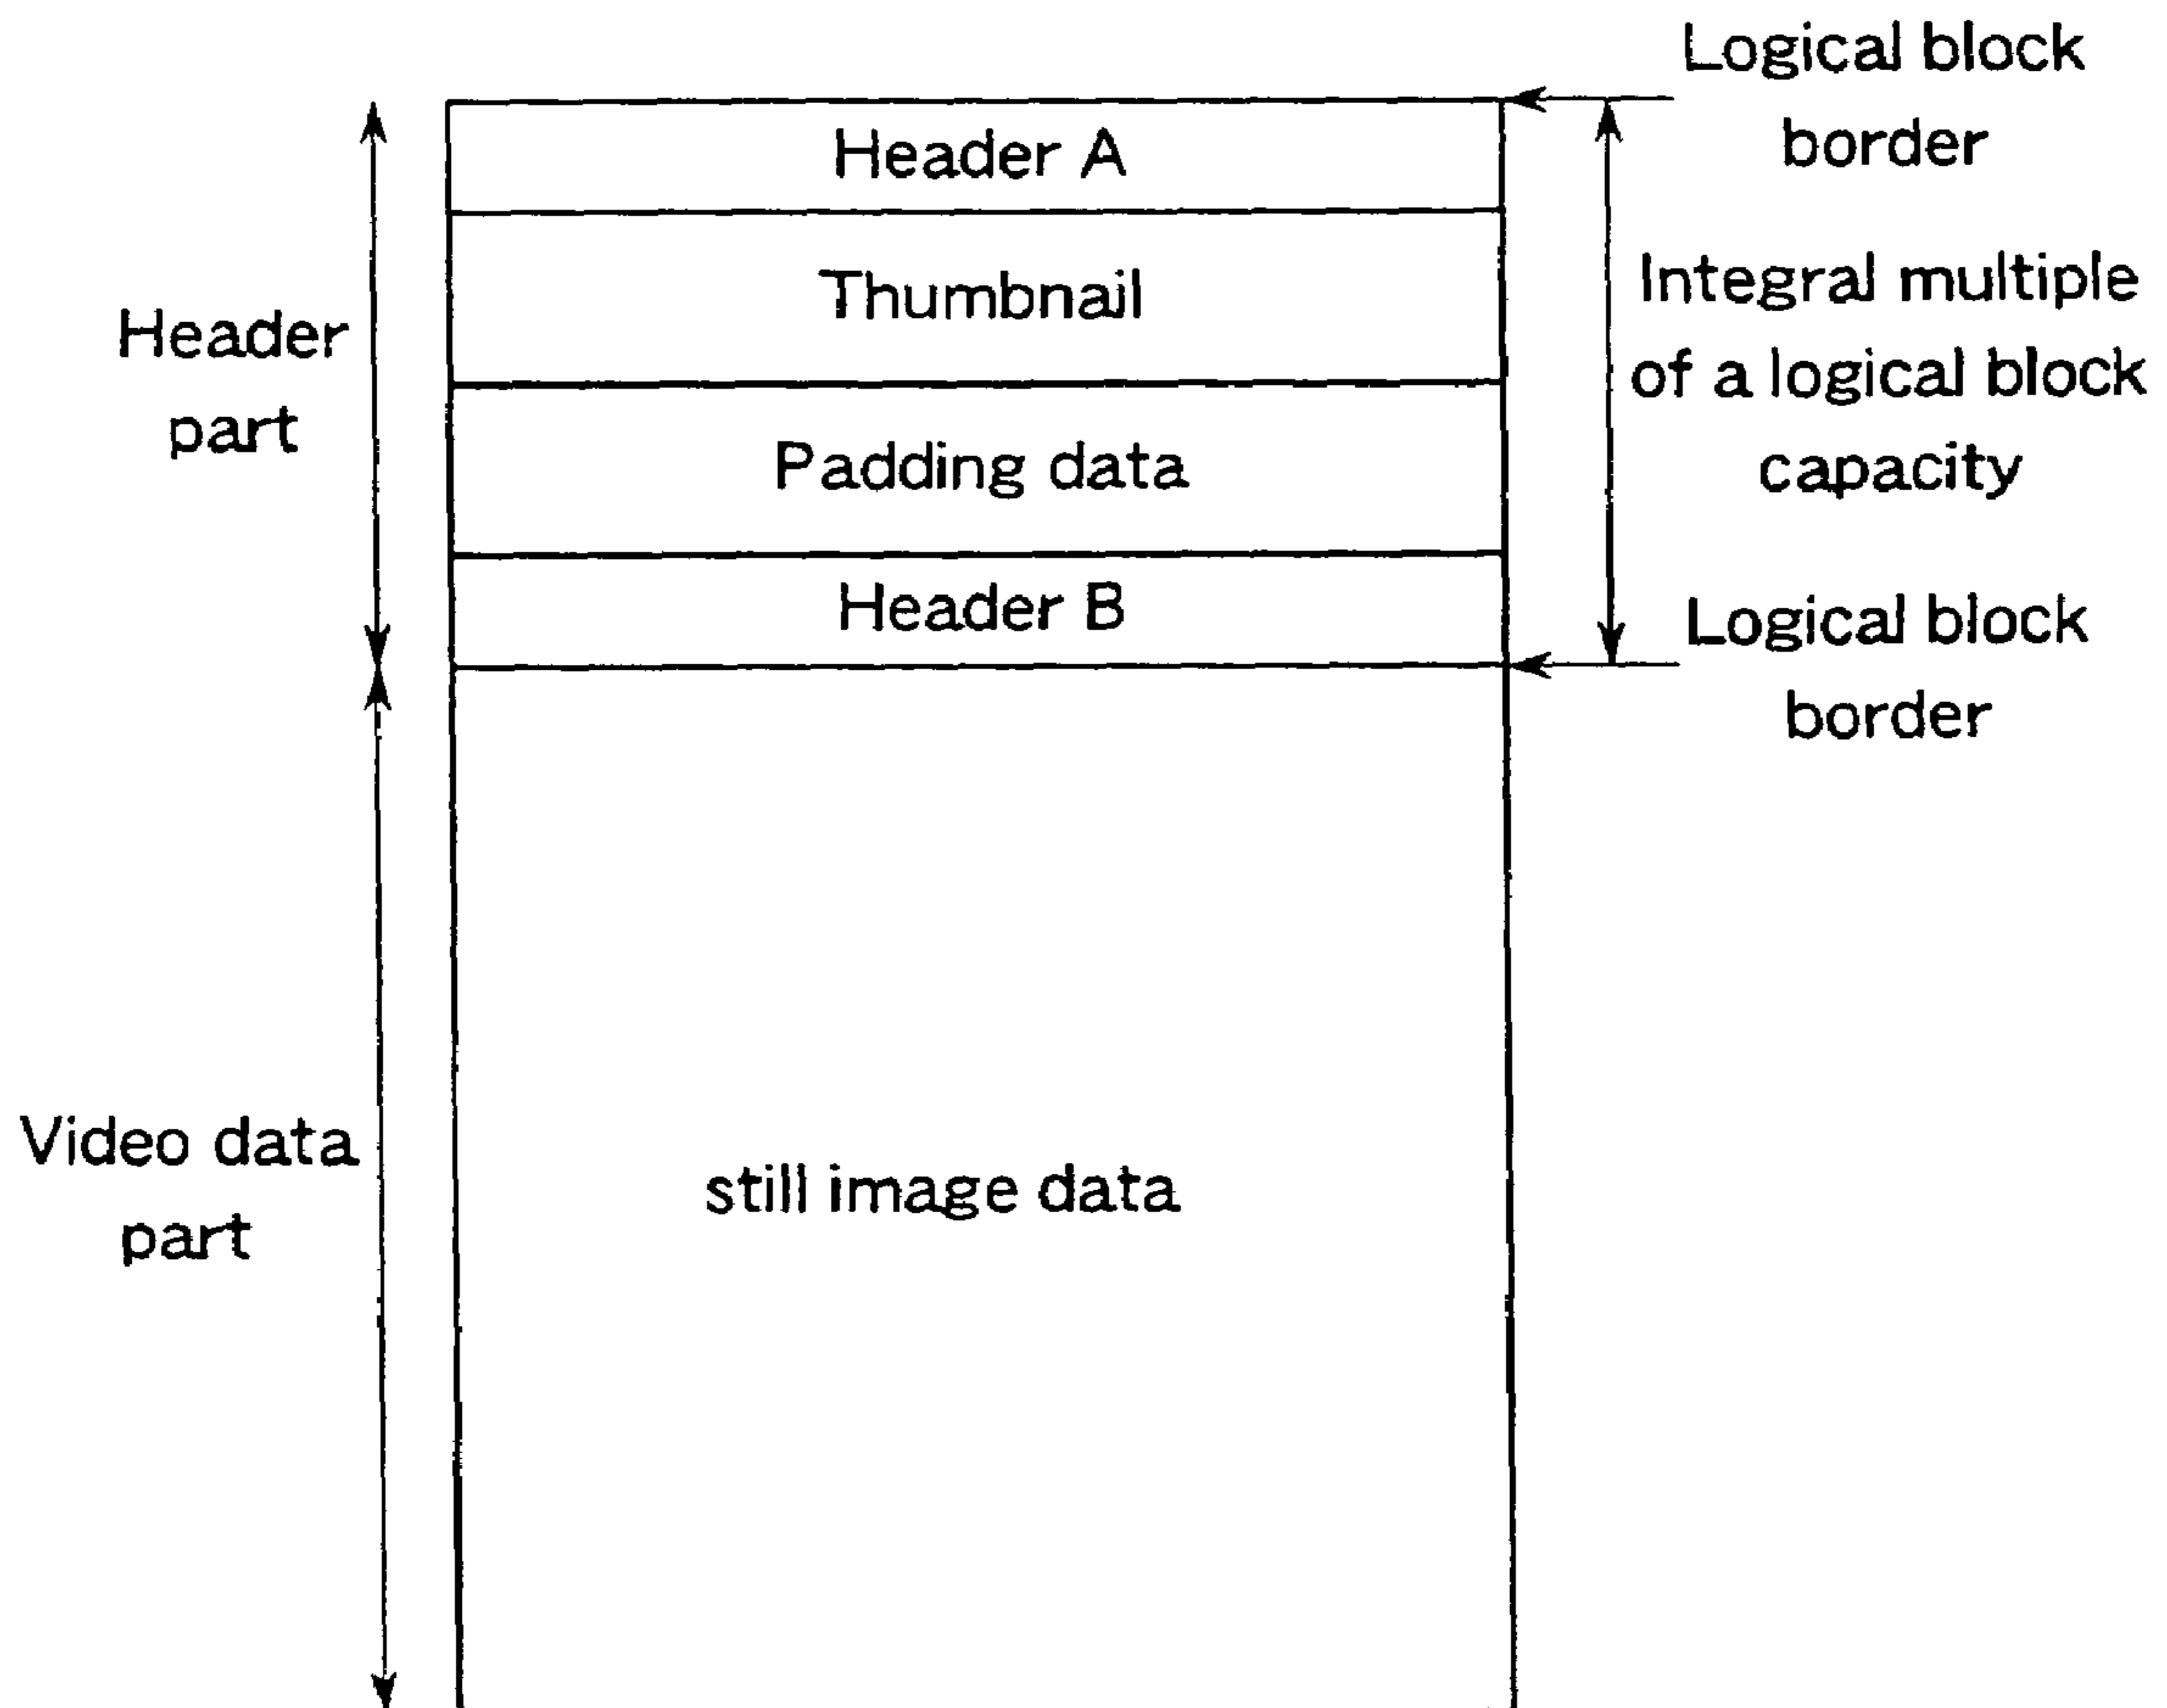 Logical block
border
Header A
Integral multiple
of a logical block
capacity
Thumbnail
Header
part
Padding data
Header B
Logical block
border
Video data
part
still image data